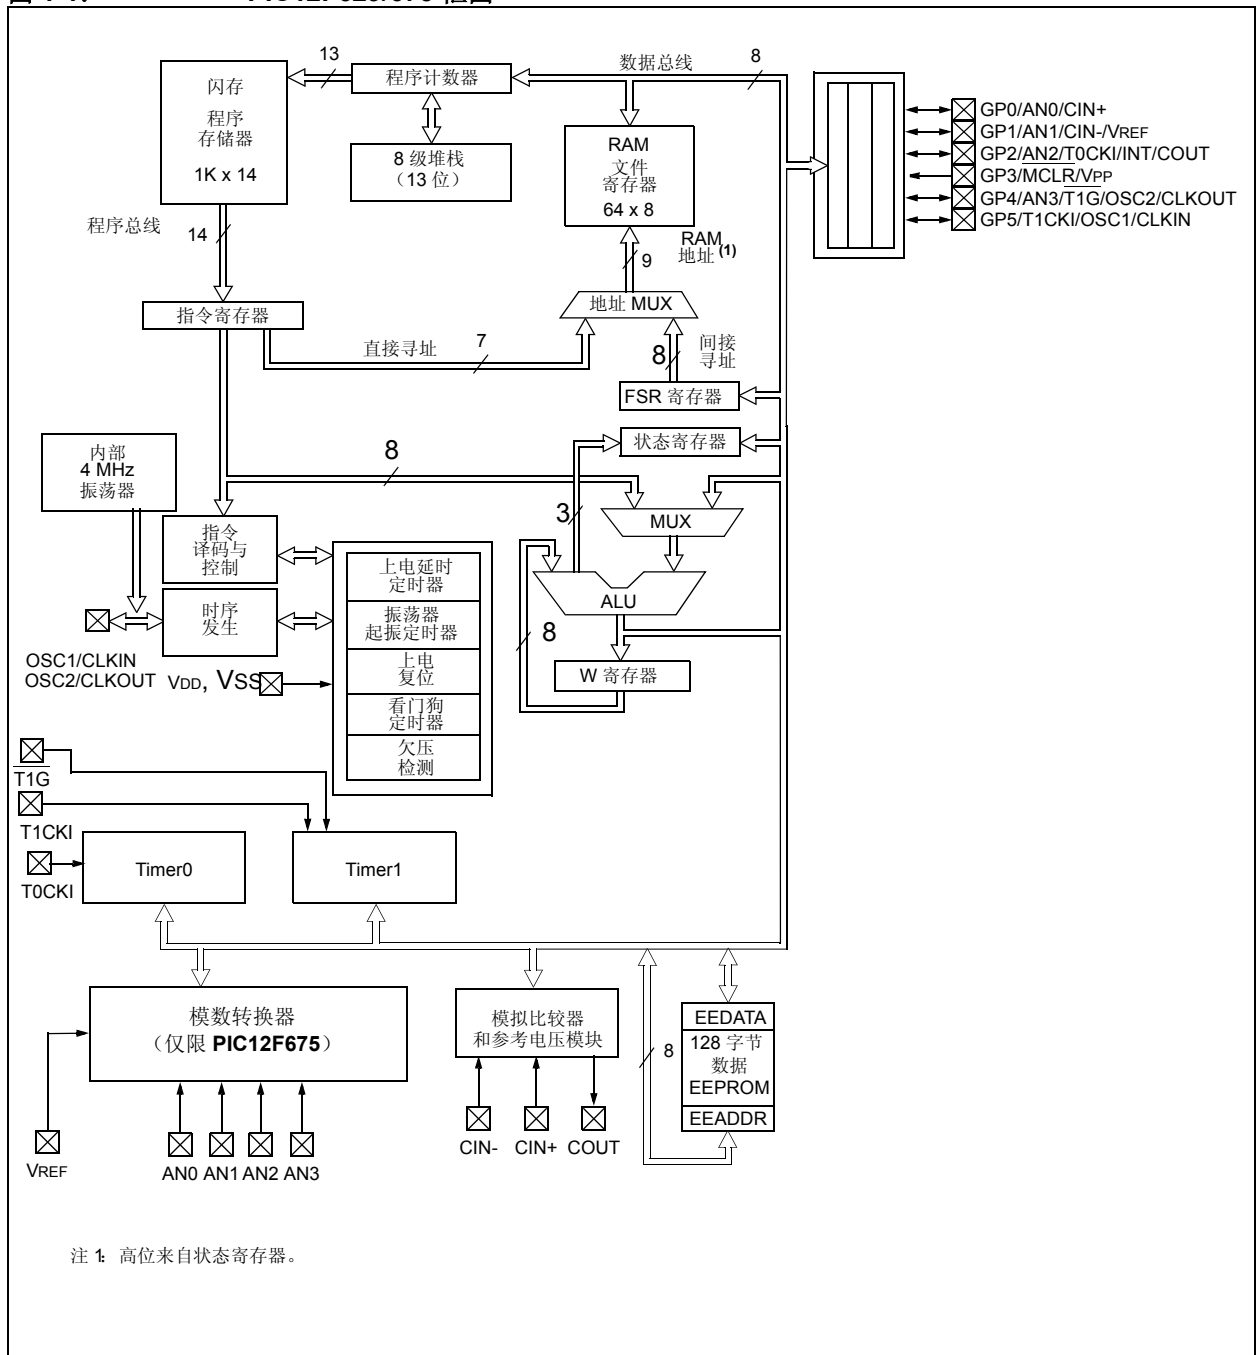 13
数据总线
8
闪存
程序
存储器
1K x 14
程序计数器
8 级堆栈
（13 位）
RAM
文件
寄存器
64 x 8
GP0/AN0/CIN+
GP1/AN1/CIN-/VREF
GP2/AN2/T0CKI/INT/COUT
GP3/MCLR/VPP
GP4/AN3/T1G/OSC2/CLKOUT
GP5/T1CKI/OSC1/CLKIN
程序总线
14
RAM
地址(1)
9
指令寄存器
地址 MUX
直接寻址
7
8
间接
寻址
FSR 寄存器
状态寄存器
内部
4 MHz
振荡器
8
3
MUX
指令
译码与
控制
上电延时
定时器
ALU
时序
发生
振荡器
起振定时器
8
OSC1/CLKIN
OSC2/CLKOUT
VDD, VSS
上电
复位
W 寄存器
看门狗
定时器
欠压
检测
T1G
T1CKI
T0CKI
Timer0
Timer1
模数转换器
（仅限 PIC12F675）
模拟比较器
和参考电压模块
8
EEDATA
128 字节
数据
EEPROM
EEADDR
VREF
AN0 AN1 AN2 AN3
CIN- CIN+ COUT
注 1: 高位来自状态寄存器。